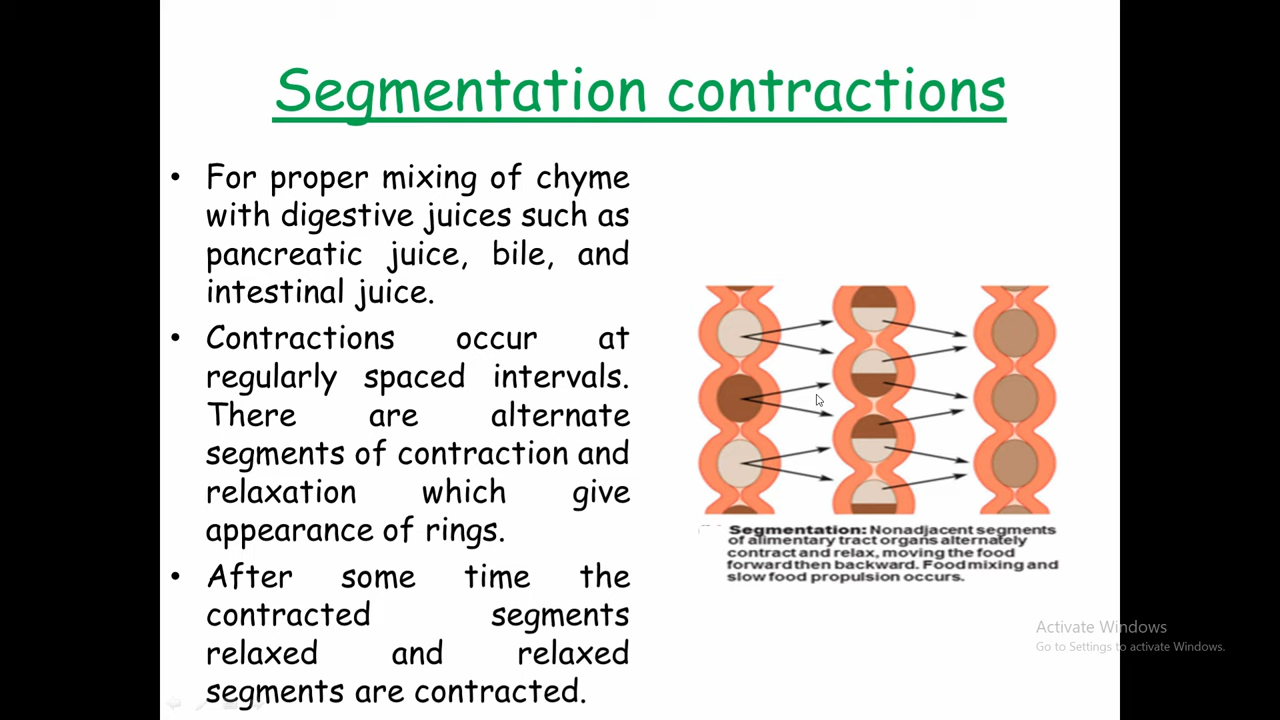 Segmentation contractions
• For proper mixing of chyme
with digestive juices such as
pancreatic juice, bile, and
intestinal juice.
• Contractions occur at
regularly spaced intervals.
There are alternate
segments of contraction and
relaxation which give
appearance of rings.
• After some time the
contracted segments
relaxed and relaxed
segments are contracted.
Segmentation: Nonadjacent segments
of alimentary tract organs alternately
contract and relax, moving the food
forward then backward. Food mixing and
slow food propulsion occurs.
Activate Windows
Go to Settings to activate Windows.